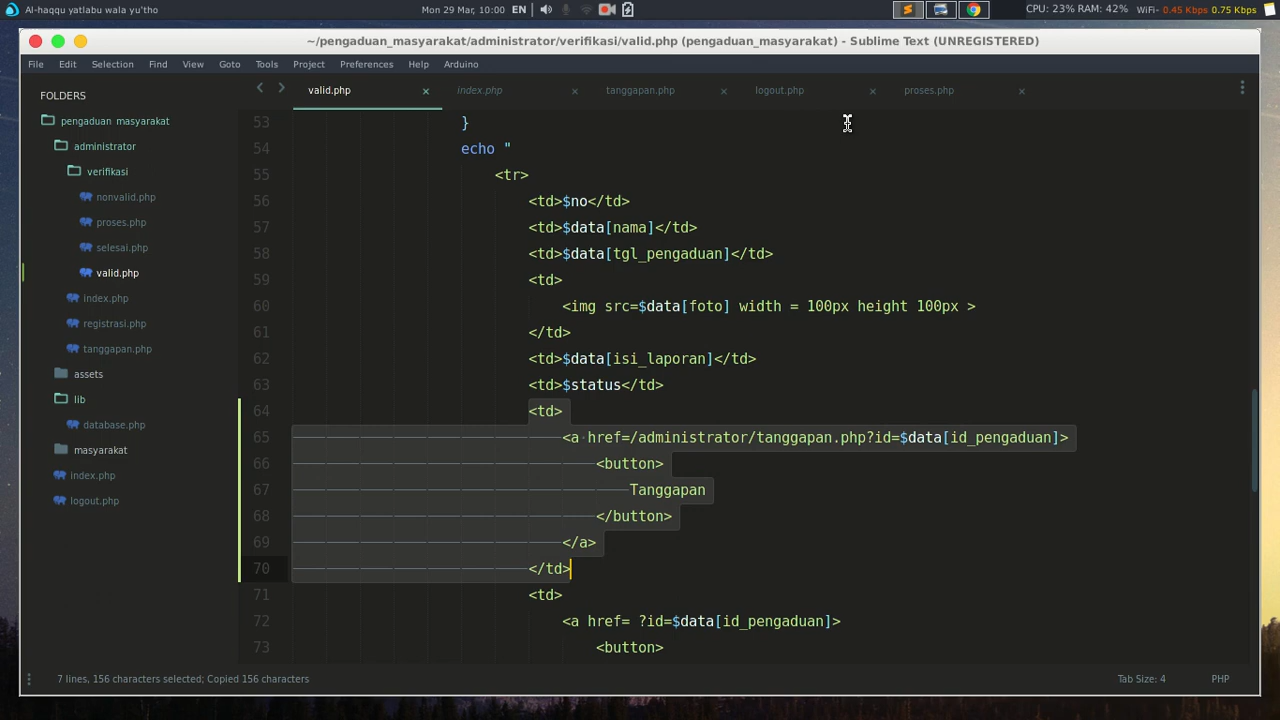 Al-haqqu yatlabu wala yu'tho
Mon 29 Mar, 10:00 EN
CPU: 23% RAM: 42% WiFi- 0.45 Kbps 0.75 Kbps
~/pengaduan_masyarakat/administrator/verifikasi/valid.php (pengaduan_masyarakat) - Sublime Text (UNREGISTERED)
File Edit Selection Find View Goto Tools Project Preferences Help Arduino
FOLDERS
pengaduan masyarakat
administrator
verifikasi
nonvalid.php
proses.php
selesai.php
valid.php
index.php
registrasi.php
tanggapan.php
assets
lib
database.php
masyarakat
index.php
logout.php
valid.php × index.php × tanggapan.php × logout.php × proses.php ×
53 }
54 echo "
55 <tr>
56 <td>$no</td>
57 <td>$data[nama]</td>
58 <td>$data[tgl_pengaduan]</td>
59 <td>
60 <img src=$data[foto] width = 100px height 100px >
61 </td>
62 <td>$data[isi_laporan]</td>
63 <td>$status</td>
64 <td>
65 <a href=/administrator/tanggapan.php?id=$data[id_pengaduan]>
66 <button>
67 Tanggapan
68 </button>
69 </a>
70 </td>
71 <td>
72 <a href= ?id=$data[id_pengaduan]>
73 <button>
7 lines, 156 characters selected; Copied 156 characters
Tab Size: 4 PHP